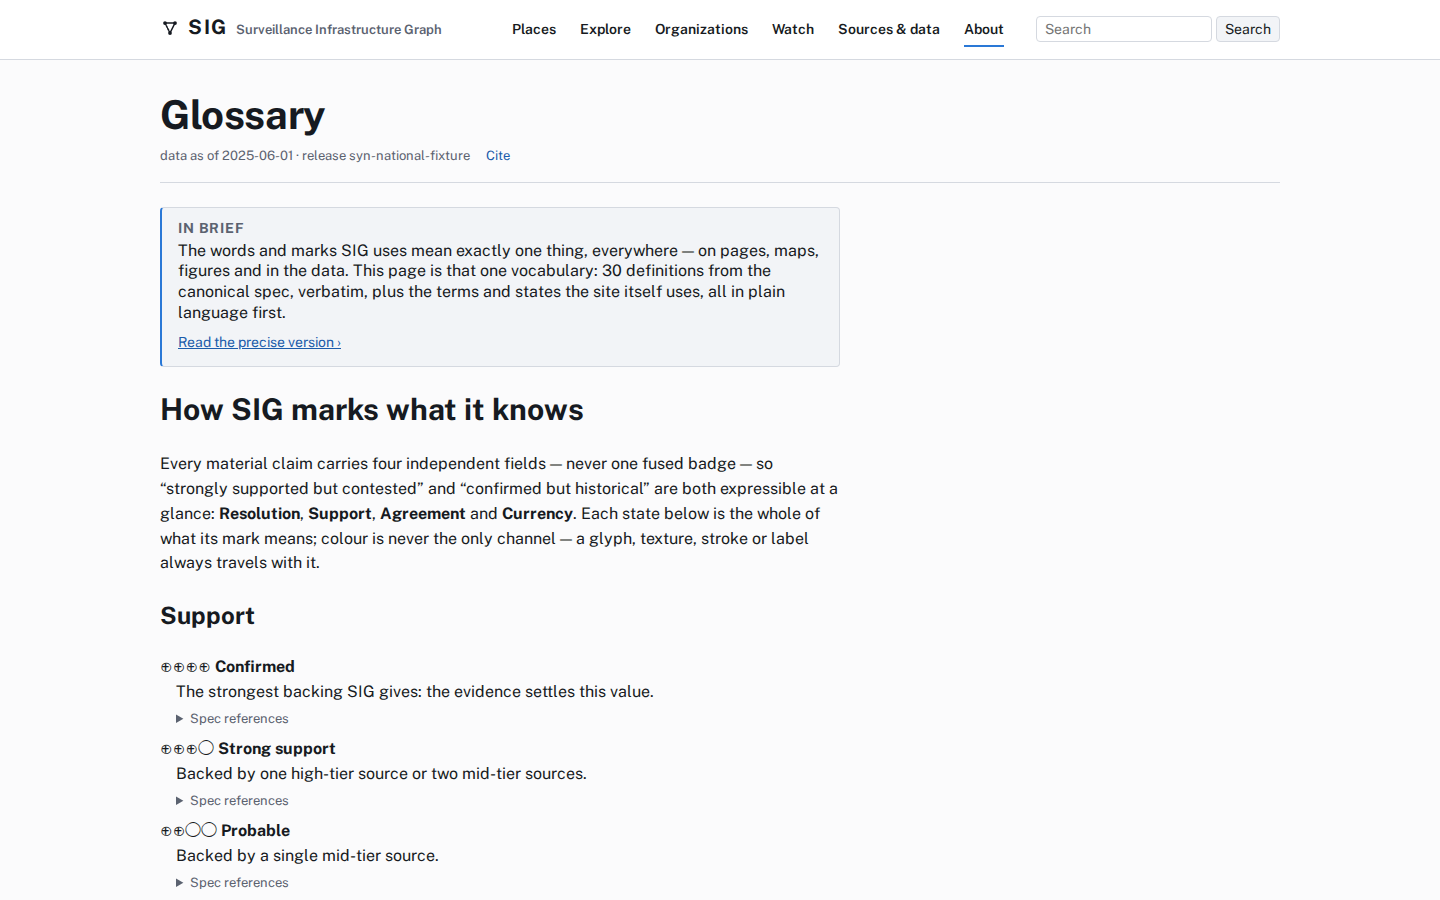 SIG Surveillance Infrastructure Graph Places Explore Organizations Watch Sources & data About Search Search
Glossary
data as of 2025-06-01 · release syn-national-fixture Cite
IN BRIEF
The words and marks SIG uses mean exactly one thing, everywhere — on pages, maps,
figures and in the data. This page is that one vocabulary: 30 definitions from the
canonical spec, verbatim, plus the terms and states the site itself uses, all in plain
language first.
Read the precise version ›
How SIG marks what it knows
Every material claim carries four independent fields — never one fused badge — so
“strongly supported but contested” and “confirmed but historical” are both expressible at a
glance: Resolution, Support, Agreement and Currency. Each state below is the whole of
what its mark means; colour is never the only channel — a glyph, texture, stroke or label
always travels with it.
Support
⊕⊕⊕⊕ Confirmed
The strongest backing SIG gives: the evidence settles this value.
▶ Spec references
⊕⊕⊕◯ Strong support
Backed by one high-tier source or two mid-tier sources.
▶ Spec references
⊕⊕◯◯ Probable
Backed by a single mid-tier source.
▶ Spec references